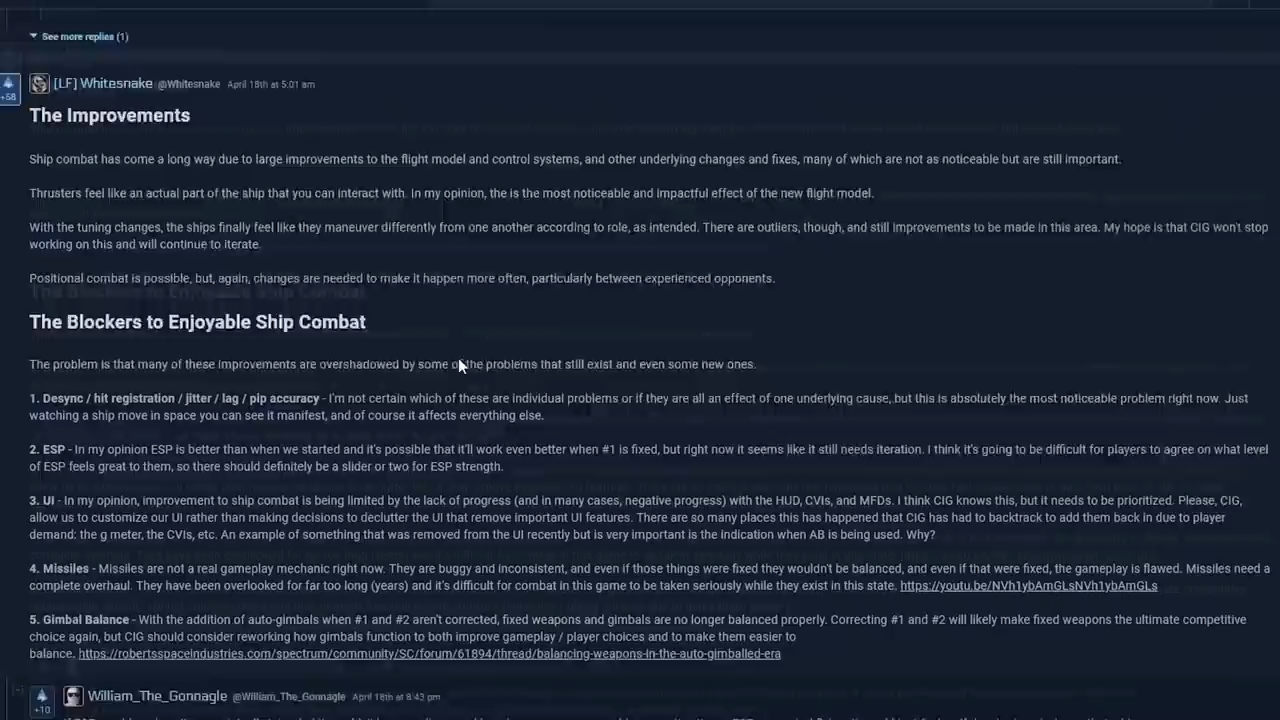 See more replies (1)
[LF] Whitesnake @Whitesnake April 18th at 5:01 am
+58
The Improvements
Ship combat has come a long way due to large improvements to the flight model and control systems, and other underlying changes and fixes, many of which are not as noticeable but are still important.
Thrusters feel like an actual part of the ship that you can interact with. In my opinion, the is the most noticeable and impactful effect of the new flight model.
With the tuning changes, the ships finally feel like they maneuver differently from one another according to role, as intended. There are outliers, though, and still improvements to be made in this area. My hope is that CIG won't stop
working on this and will continue to iterate.
Positional combat is possible, but, again, changes are needed to make it happen more often, particularly between experienced opponents.
The Blockers to Enjoyable Ship Combat
The problem is that many of these improvements are overshadowed by some of the problems that still exist and even some new ones.
1. Desync / hit registration / jitter / lag / pip accuracy - I'm not certain which of these are individual problems or if they are all an effect of one underlying cause, but this is absolutely the most noticeable problem right now. Just
watching a ship move in space you can see it manifest, and of course it affects everything else.
2. ESP - In my opinion ESP is better than when we started and it's possible that it'll work even better when #1 is fixed, but right now it seems like it still needs iteration. I think it's going to be difficult for players to agree on what level
of ESP feels great to them, so there should definitely be a slider or two for ESP strength.
3. UI - In my opinion, improvement to ship combat is being limited by the lack of progress (and in many cases, negative progress) with the HUD, CVIs, and MFDs. I think CIG knows this, but it needs to be prioritized. Please, CIG,
allow us to customize our UI rather than making decisions to declutter the UI that remove important UI features. There are so many places this has happened that CIG has had to backtrack to add them back in due to player
demand: the g meter, the CVIs, etc. An example of something that was removed from the UI recently but is very important is the indication when AB is being used. Why?
4. Missiles - Missiles are not a real gameplay mechanic right now. They are buggy and inconsistent, and even if those things were fixed they wouldn't be balanced, and even if that were fixed, the gameplay is flawed. Missiles need a
complete overhaul. They have been overlooked for far too long (years) and it's difficult for combat in this game to be taken seriously while they exist in this state. https://youtu.be/NVh1ybAmGLsNVh1ybAmGLs
5. Gimbal Balance - With the addition of auto-gimbals when #1 and #2 aren't corrected, fixed weapons and gimbals are no longer balanced properly. Correcting #1 and #2 will likely make fixed weapons the ultimate competitive
choice again, but CIG should consider reworking how gimbals function to both improve gameplay / player choices and to make them easier to
balance. https://robertsspaceindustries.com/spectrum/community/SC/forum/61894/thread/balancing-weapons-in-the-auto-gimballed-era
William_The_Gonnagle @William_The_Gonnagle April 18th at 8:43 pm
+10